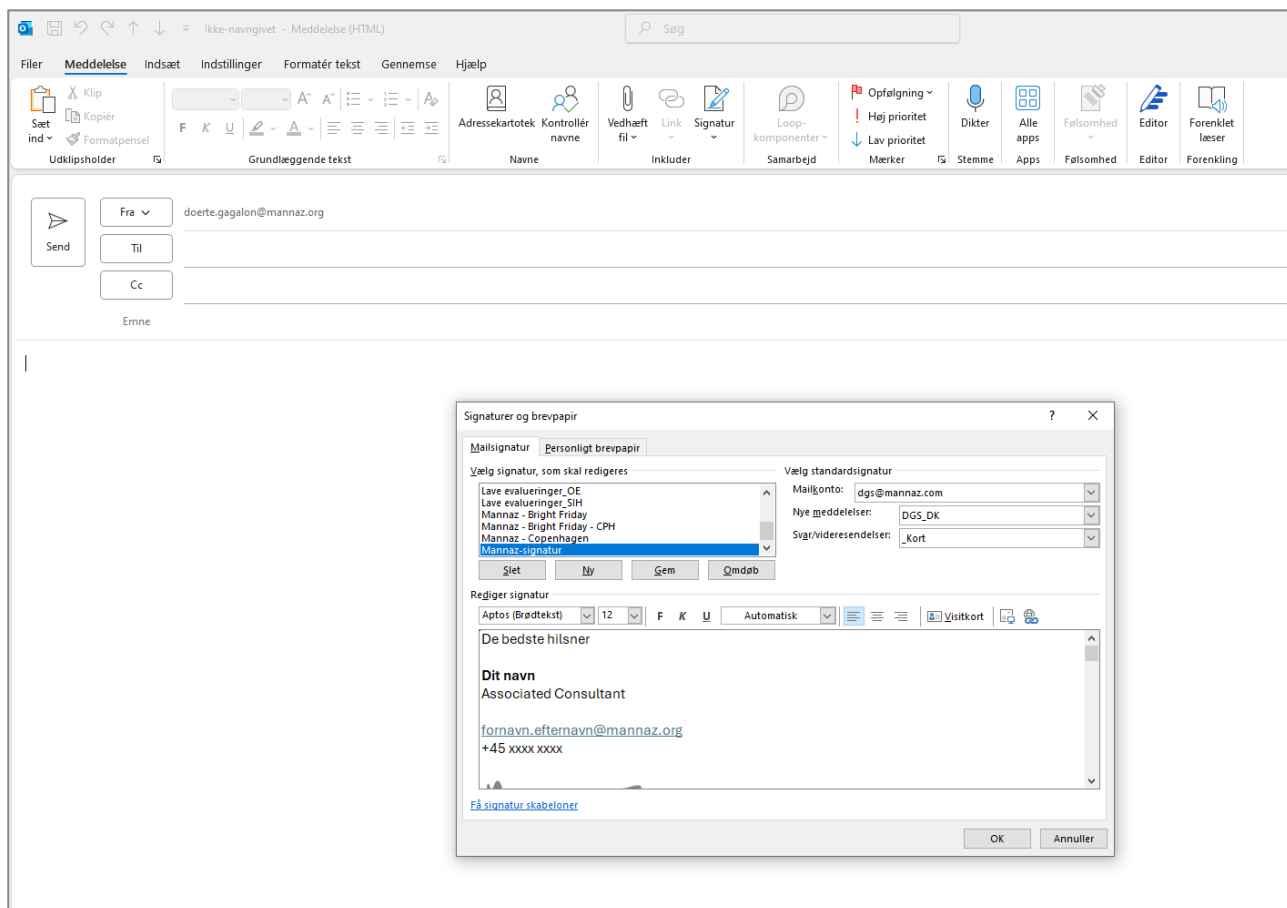 Ikke-navngivet - Meddelelse (HTML)
Søg
Filer Meddelelse Indsæt Indstillinger Formatér tekst Gennemse Hjælp
Sæt ind
Klip
Kopiér
Formatpensel
Udklipsholder
F K U A
Grundlæggende tekst
Adressekartotek
Kontrollér navne
Navne
Vedhæft fil
Link
Signatur
Inkluder
Loop-komponenter
Samarbejd
Opfølgning
Høj prioritet
Lav prioritet
Mærker
Dikter
Stemme
Alle apps
Apps
Følsomhed
Følsomhed
Editor
Editor
Forenklet læser
Forenkling
Send
Fra doerte.gagalon@mannaz.org
Til
Cc
Emne
Signaturer og brevpapir ?
Mailsignatur Personligt brevpapir
Vælg signatur, som skal redigeres
Lave evalueringer_OE
Lave evalueringer_SIH
Mannaz - Bright Friday
Mannaz - Bright Friday - CPH
Mannaz - Copenhagen
Mannaz-signatur
Slet Ny Gem Omdøb
Vælg standardsignatur
Mailkonto: dgs@mannaz.com
Nye meddelelser: DGS_DK
Svar/videresendelser: _Kort
Rediger signatur
Aptos (Brødtekst) 12 F K U Automatisk Visitkort
De bedste hilsner
Dit navn
Associated Consultant
fornavn.efternavn@mannaz.org
+45 xxxx xxxx
Få signatur skabeloner
OK Annuller